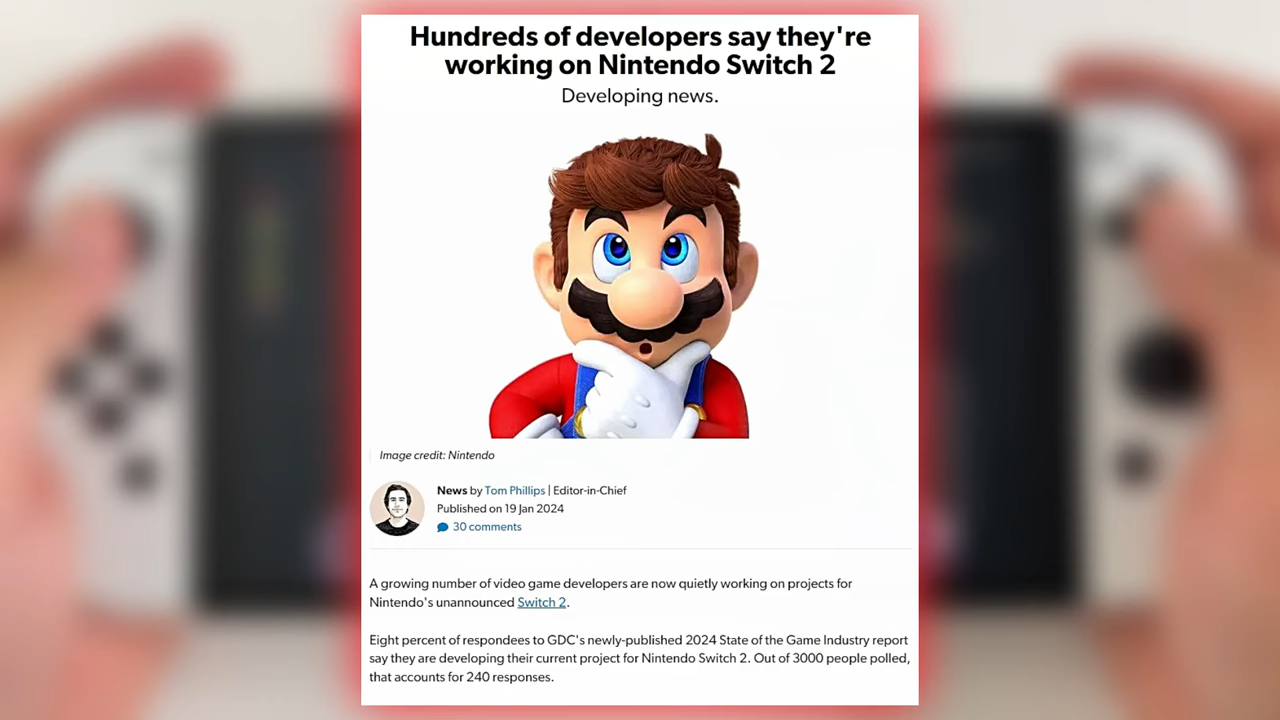 Hundreds of developers say they're
working on Nintendo Switch 2
Developing news.
Image credit: Nintendo
News by Tom Phillips | Editor-in-Chief
Published on 19 Jan 2024
30 comments
A growing number of video game developers are now quietly working on projects for
Nintendo's unannounced Switch 2.
Eight percent of respondees to GDC's newly-published 2024 State of the Game Industry report
say they are developing their current project for Nintendo Switch 2. Out of 3000 people polled,
that accounts for 240 responses.